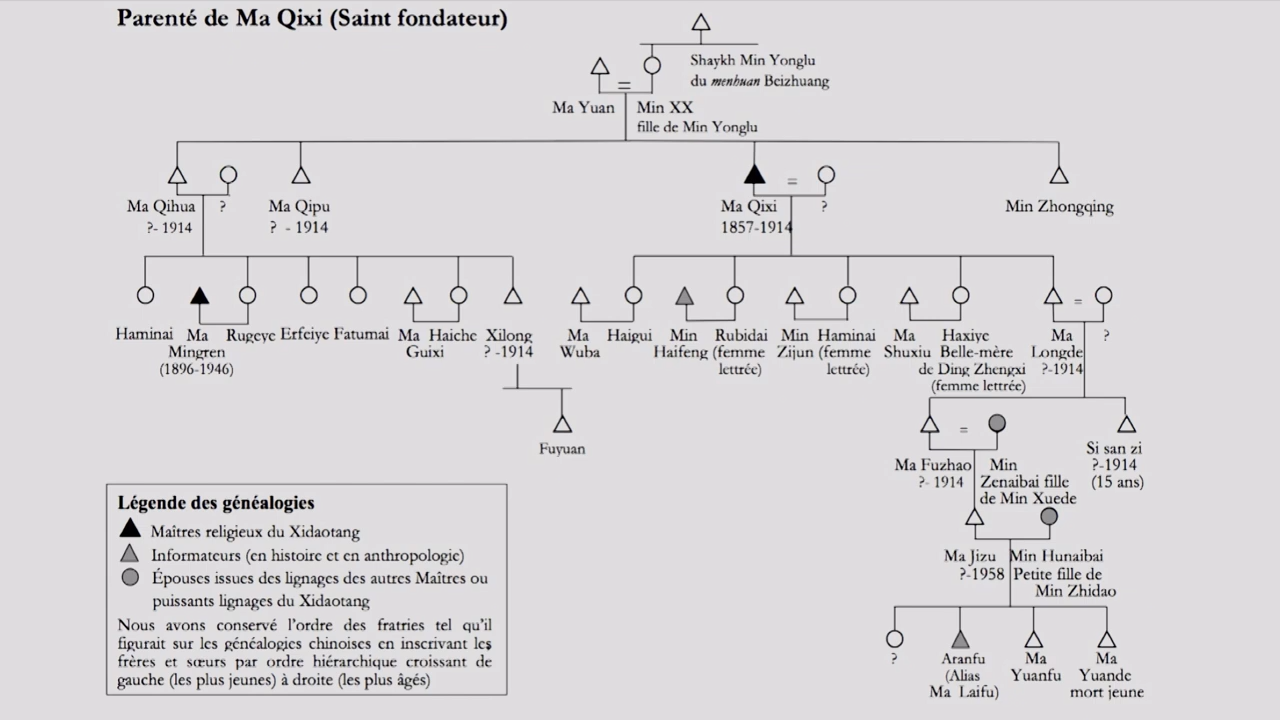 Parenté de Ma Qixi (Saint fondateur)
Shaykh Min Yonglu
du menhuan Beizhuang
=
Ma Yuan
Min XX
fille de Min Yonglu
=
Ma Qihua
?- 1914
?
Ma Qipu
? - 1914
Ma Qixi
1857-1914
?
Min Zhongqing
=
Haminai
Ma
Mingren
(1896-1946)
Rugeye
Erfeiye
Fatumai
Ma
Guixi
Haiche
Xilong
? -1914
Ma
Wuba
Haigui
Min
Haifeng
Rubidai
(femme
lettrée)
Min
Zijun
Haminai
(femme
lettrée)
Ma
Shuxiu
Haxiye
Belle-mère
de Ding Zhengxi
(femme lettrée)
Ma
Longde
?-1914
?
Fuyuan
=
Ma Fuzhao
?- 1914
Min
Zenaibai fille
de Min Xuede
Si san zi
?-1914
(15 ans)
Ma Jizu
?-1958
Min Hunaibai
Petite fille de
Min Zhidao
?
Aranfu
(Alias
Ma Laifu)
Ma
Yuanfu
Ma
Yuande
mort jeune
Légende des généalogies
Maîtres religieux du Xidaotang
Informateurs (en histoire et en anthropologie)
Épouses issues des lignages des autres Maîtres ou
puissants lignages du Xidaotang
Nous avons conservé l'ordre des fratries tel qu'il
figurait sur les généalogies chinoises en inscrivant les
frères et sœurs par ordre hiérarchique croissant de
gauche (les plus jeunes) à droite (les plus âgés)